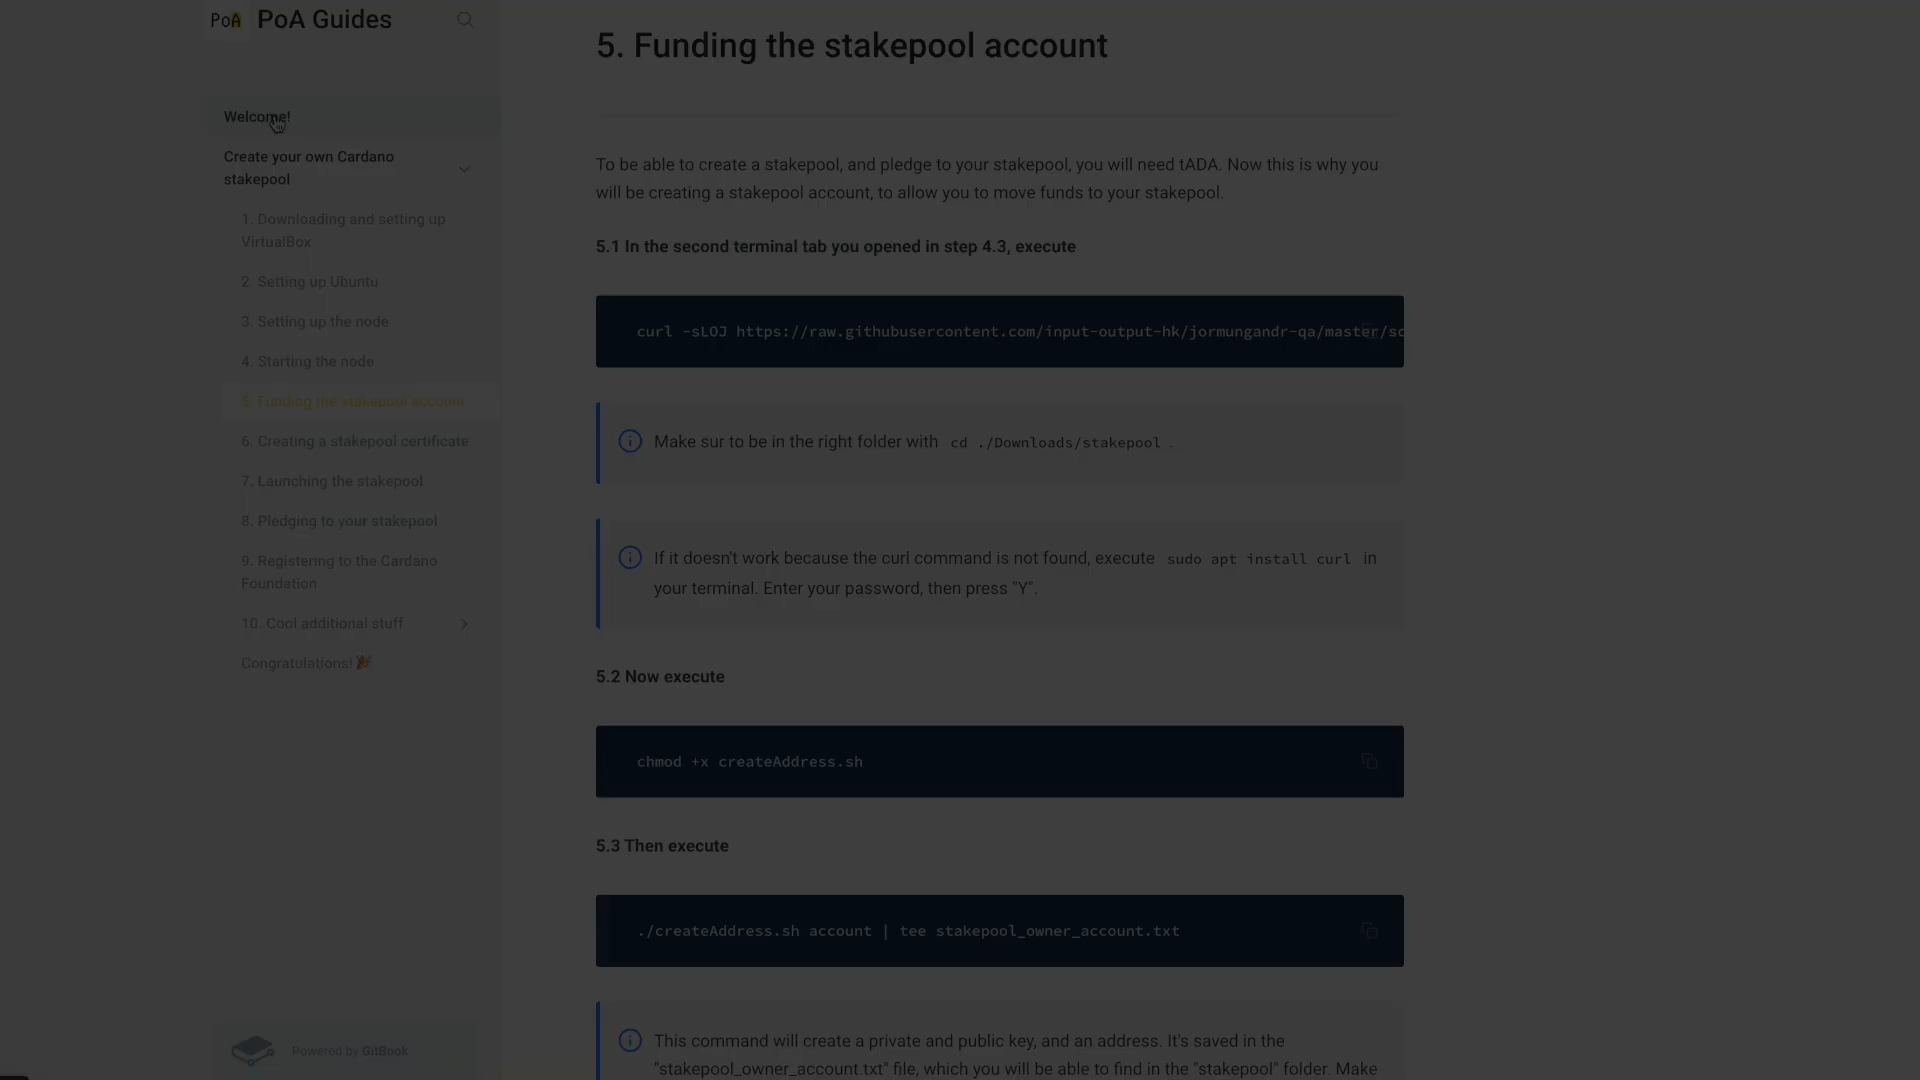 PoA PoA Guides
Welcome!
Create your own Cardano
stakepool
1. Downloading and setting up
VirtualBox
2. Setting up Ubuntu
3. Setting up the node
4. Starting the node
5. Funding the stakepool account
6. Creating a stakepool certificate
7. Launching the stakepool
8. Pledging to your stakepool
9. Registering to the Cardano
Foundation
10. Cool additional stuff
Congratulations! 🎉
Powered by GitBook
5. Funding the stakepool account
To be able to create a stakepool, and pledge to your stakepool, you will need tADA. Now this is why you
will be creating a stakepool account, to allow you to move funds to your stakepool.
5.1 In the second terminal tab you opened in step 4.3, execute
curl -sLOJ https://raw.githubusercontent.com/input-output-hk/jormungandr-qa/master/sc
Make sur to be in the right folder with cd ./Downloads/stakepool .
If it doesn't work because the curl command is not found, execute sudo apt install curl in
your terminal. Enter your password, then press "Y".
5.2 Now execute
chmod +x createAddress.sh
5.3 Then execute
./createAddress.sh account | tee stakepool_owner_account.txt
This command will create a private and public key, and an address. It's saved in the
"stakepool_owner_account.txt" file, which you will be able to find in the "stakepool" folder. Make